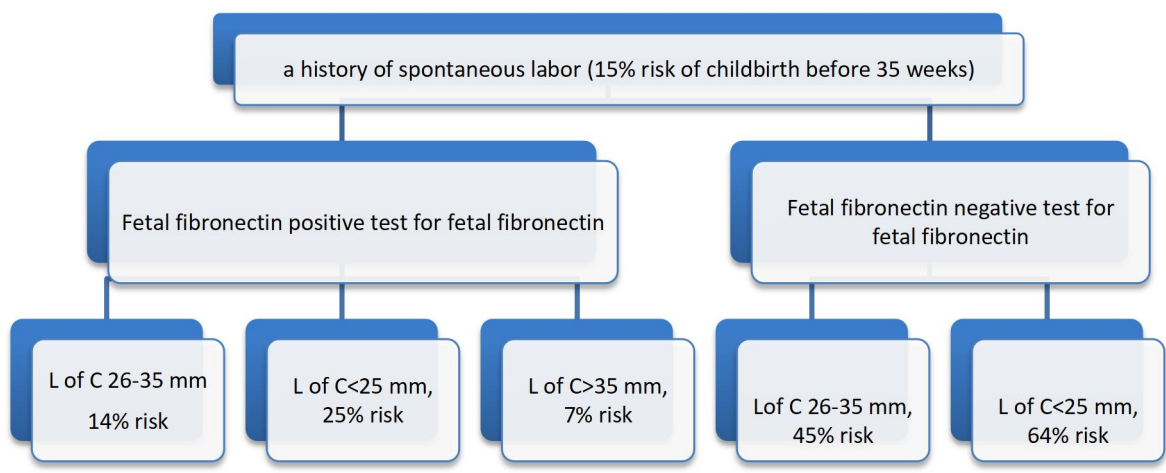 a history of spontaneous labor (15% risk of childbirth before 35 weeks)
Fetal fibronectin positive test for fetal fibronectin
Fetal fibronectin negative test for
fetal fibronectin
L of C 26-35 mm
14% risk
L of C<25 mm,
25% risk
L of C>35 mm,
7% risk
Lof C 26-35 mm,
45% risk
L of C<25 mm,
64% risk